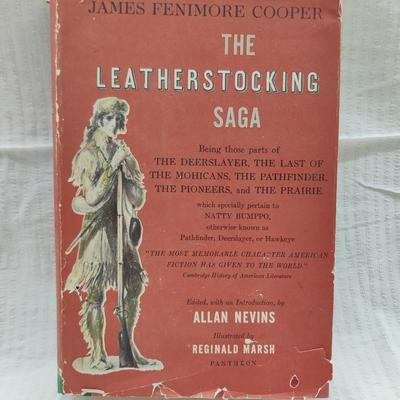 JAMES FENIMORE COOPER
THE
LEATHERSTOCKING
SAGA
Being those parts of
THE DEERSLAYER, THE LAST OF
THE MOHICANS, THE PATHFINDER,
THE PIONEERS, and THE PRAIRIE
which specially pertain to
NATTY BUMPPO,
otherwise known as
Pathfinder, Deerslayer, or Hawkeye
"THE MOST MEMORABLE CHARACTER AMERICAN
FICTION HAS GIVEN TO THE WORLD."
Cambridge History of American Literature
Edited, with an Introduction, by
ALLAN NEVINS
Illustrated by
REGINALD MARSH
PANTHEON